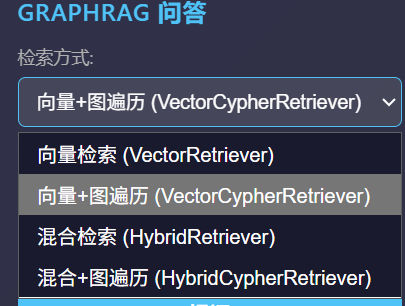 GRAPHRAG 问答
检索方式:
向量+图遍历 (VectorCypherRetriever)
向量检索 (VectorRetriever)
向量+图遍历 (VectorCypherRetriever)
混合检索 (HybridRetriever)
混合+图遍历 (HybridCypherRetriever)